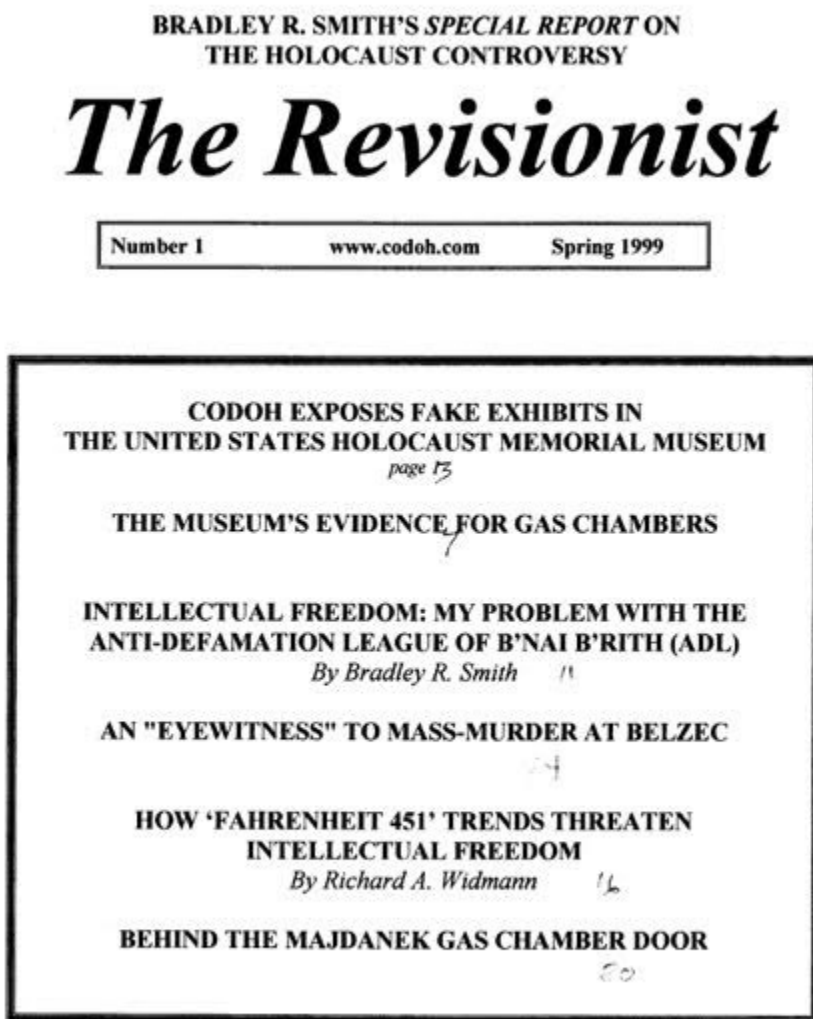 BRADLEY R. SMITH'S SPECIAL REPORT ON
THE HOLOCAUST CONTROVERSY
The Revisionist
Number 1 www.codoh.com Spring 1999
CODOH EXPOSES FAKE EXHIBITS IN
THE UNITED STATES HOLOCAUST MEMORIAL MUSEUM
page 13
THE MUSEUM'S EVIDENCE FOR GAS CHAMBERS
7
INTELLECTUAL FREEDOM: MY PROBLEM WITH THE
ANTI-DEFAMATION LEAGUE OF B'NAI B'RITH (ADL)
By Bradley R. Smith 11
AN "EYEWITNESS" TO MASS-MURDER AT BELZEC
HOW ‘FAHRENHEIT 451’ TRENDS THREATEN
INTELLECTUAL FREEDOM
By Richard A. Widmann 16
BEHIND THE MAJDANEK GAS CHAMBER DOOR
20